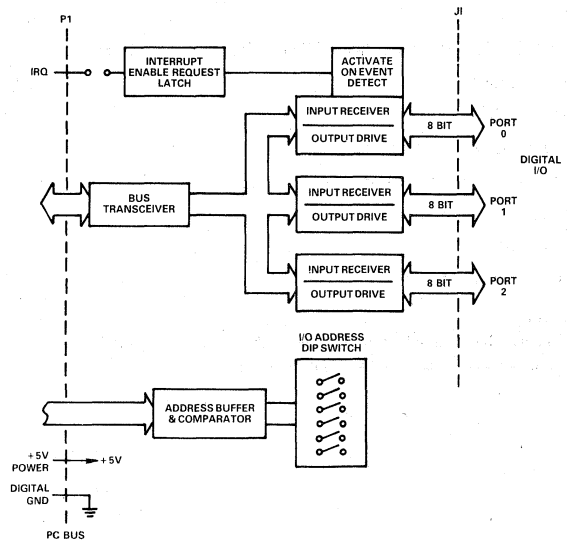 P1
J1
IRQ
INTERRUPT
ENABLE REQUEST
LATCH
ACTIVATE
ON EVENT
DETECT
INPUT RECEIVER
OUTPUT DRIVE
8 BIT
PORT
0
DIGITAL
I/O
BUS
TRANSCEIVER
INPUT RECEIVER
OUTPUT DRIVE
8 BIT
PORT
1
INPUT RECEIVER
OUTPUT DRIVE
8 BIT
PORT
2
I/O ADDRESS
DIP SWITCH
ADDRESS BUFFER
& COMPARATOR
+5V
POWER
+5V
DIGITAL
GND
PC BUS